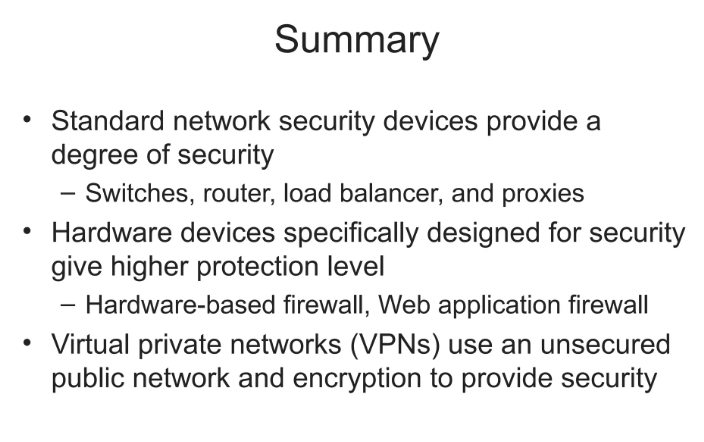 Summary
• Standard network security devices provide a
degree of security
– Switches, router, load balancer, and proxies
• Hardware devices specifically designed for security
give higher protection level
– Hardware-based firewall, Web application firewall
• Virtual private networks (VPNs) use an unsecured
public network and encryption to provide security